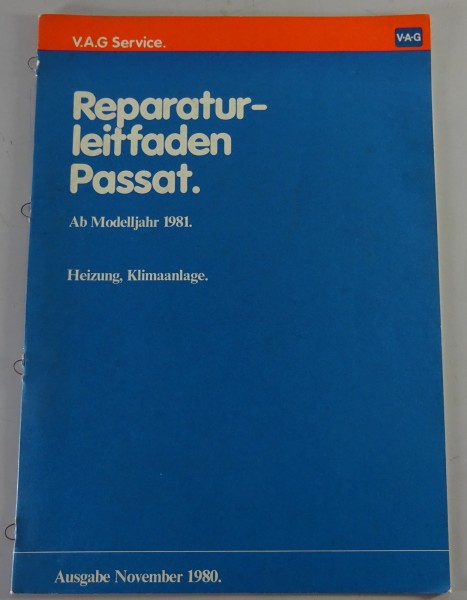 V.A.G Service.
V·A·G
Reparatur-
leitfaden
Passat.
Ab Modelljahr 1981.
Heizung, Klimaanlage.
Ausgabe November 1980.